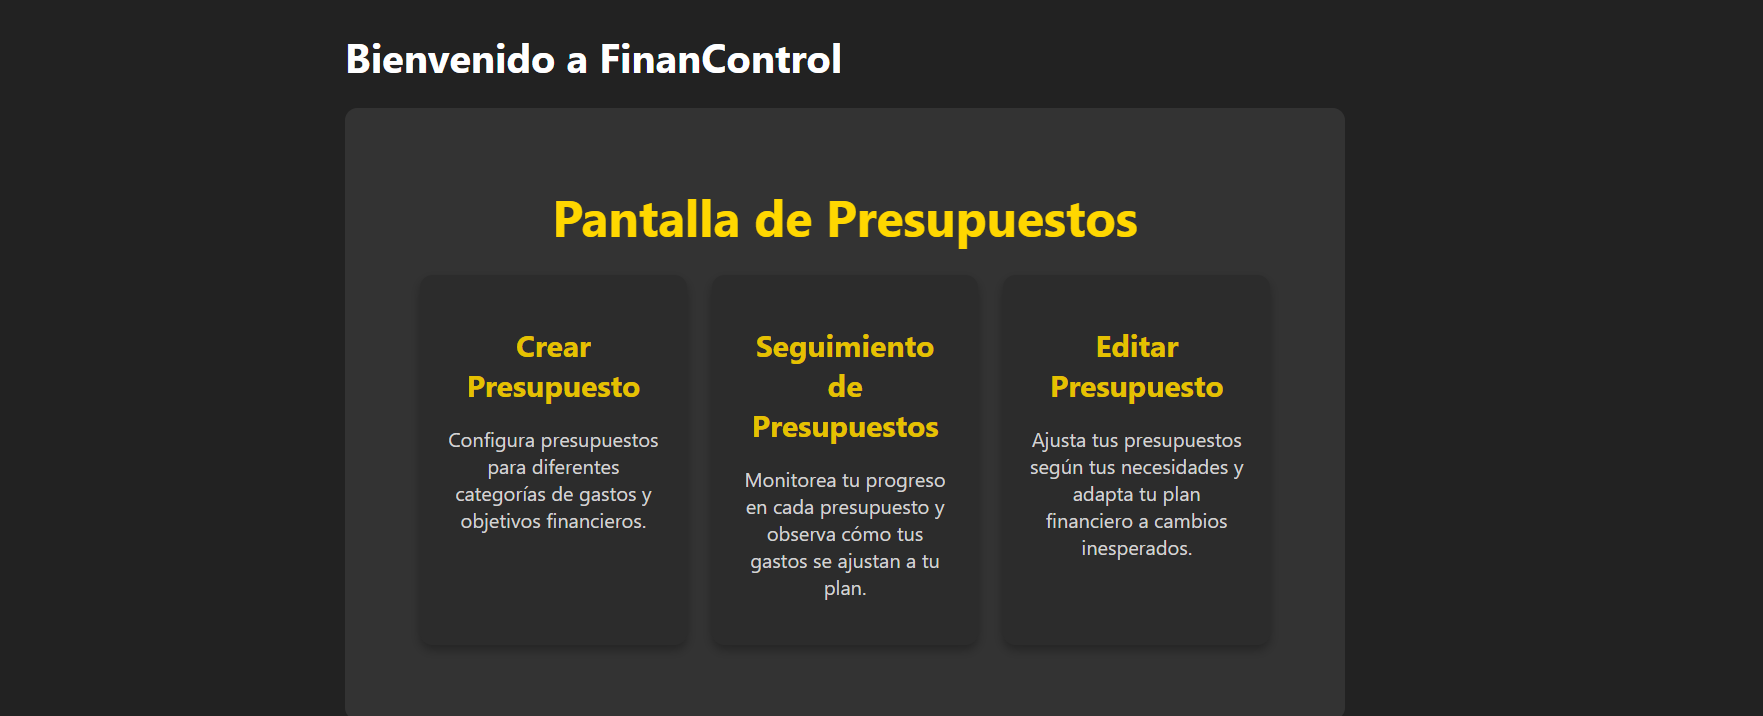 Bienvenido a FinanControl
Pantalla de Presupuestos
Crear
Presupuesto
Configura presupuestos
para diferentes
categorías de gastos y
objetivos financieros.
Seguimiento
de
Presupuestos
Monitorea tu progreso
en cada presupuesto y
observa cómo tus
gastos se ajustan a tu
plan.
Editar
Presupuesto
Ajusta tus presupuestos
según tus necesidades y
adapta tu plan
financiero a cambios
inesperados.